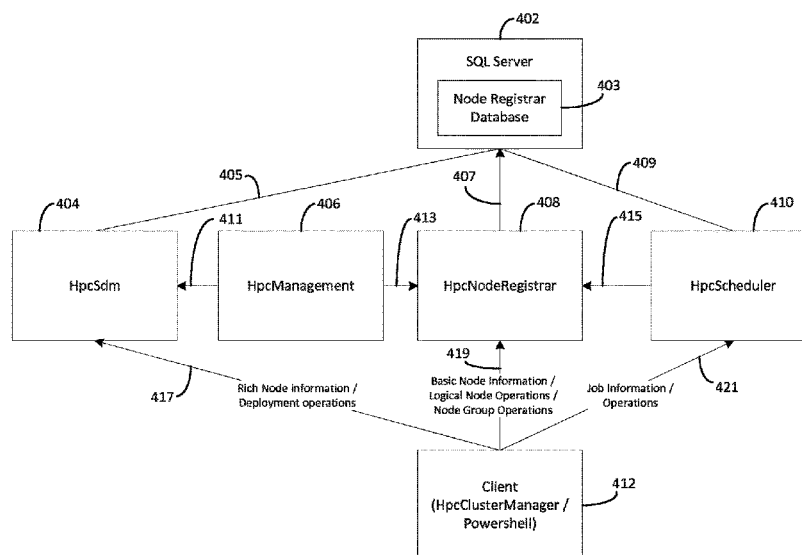 402
SQL Server
Node Registrar
Database
403
405
407
409
404
406
408
410
411
413
415
HpcSdm
HpcManagement
HpcNodeRegistrar
HpcScheduler
417
Rich Node information /
Deployment operations
419
Basic Node Information /
Logical Node Operations /
Node Group Operations
Job Information /
Operations
421
Client
(HpcClusterManager /
Powershell)
412